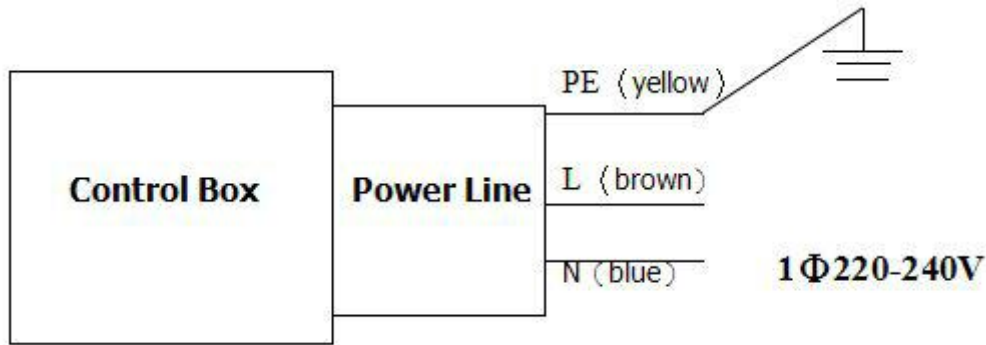 PE (yellow)
Control Box
Power Line
L (brown)
N (blue)
1Φ220-240V